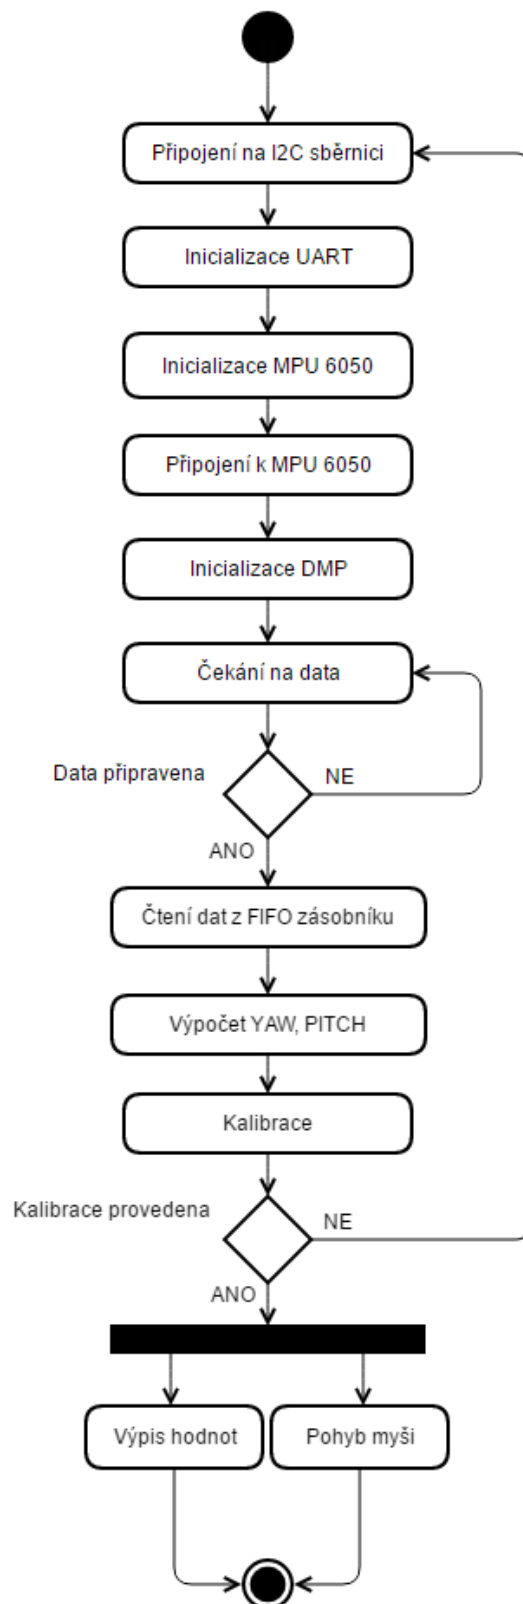 Připojení na I2C sběrnici
Inicializace UART
Inicializace MPU 6050
Připojení k MPU 6050
Inicializace DMP
Čekání na data
Data připravena
NE
ANO
Čtení dat z FIFO zásobníku
Výpočet YAW, PITCH
Kalibrace
Kalibrace provedena
NE
ANO
Výpis hodnot
Pohyb myši